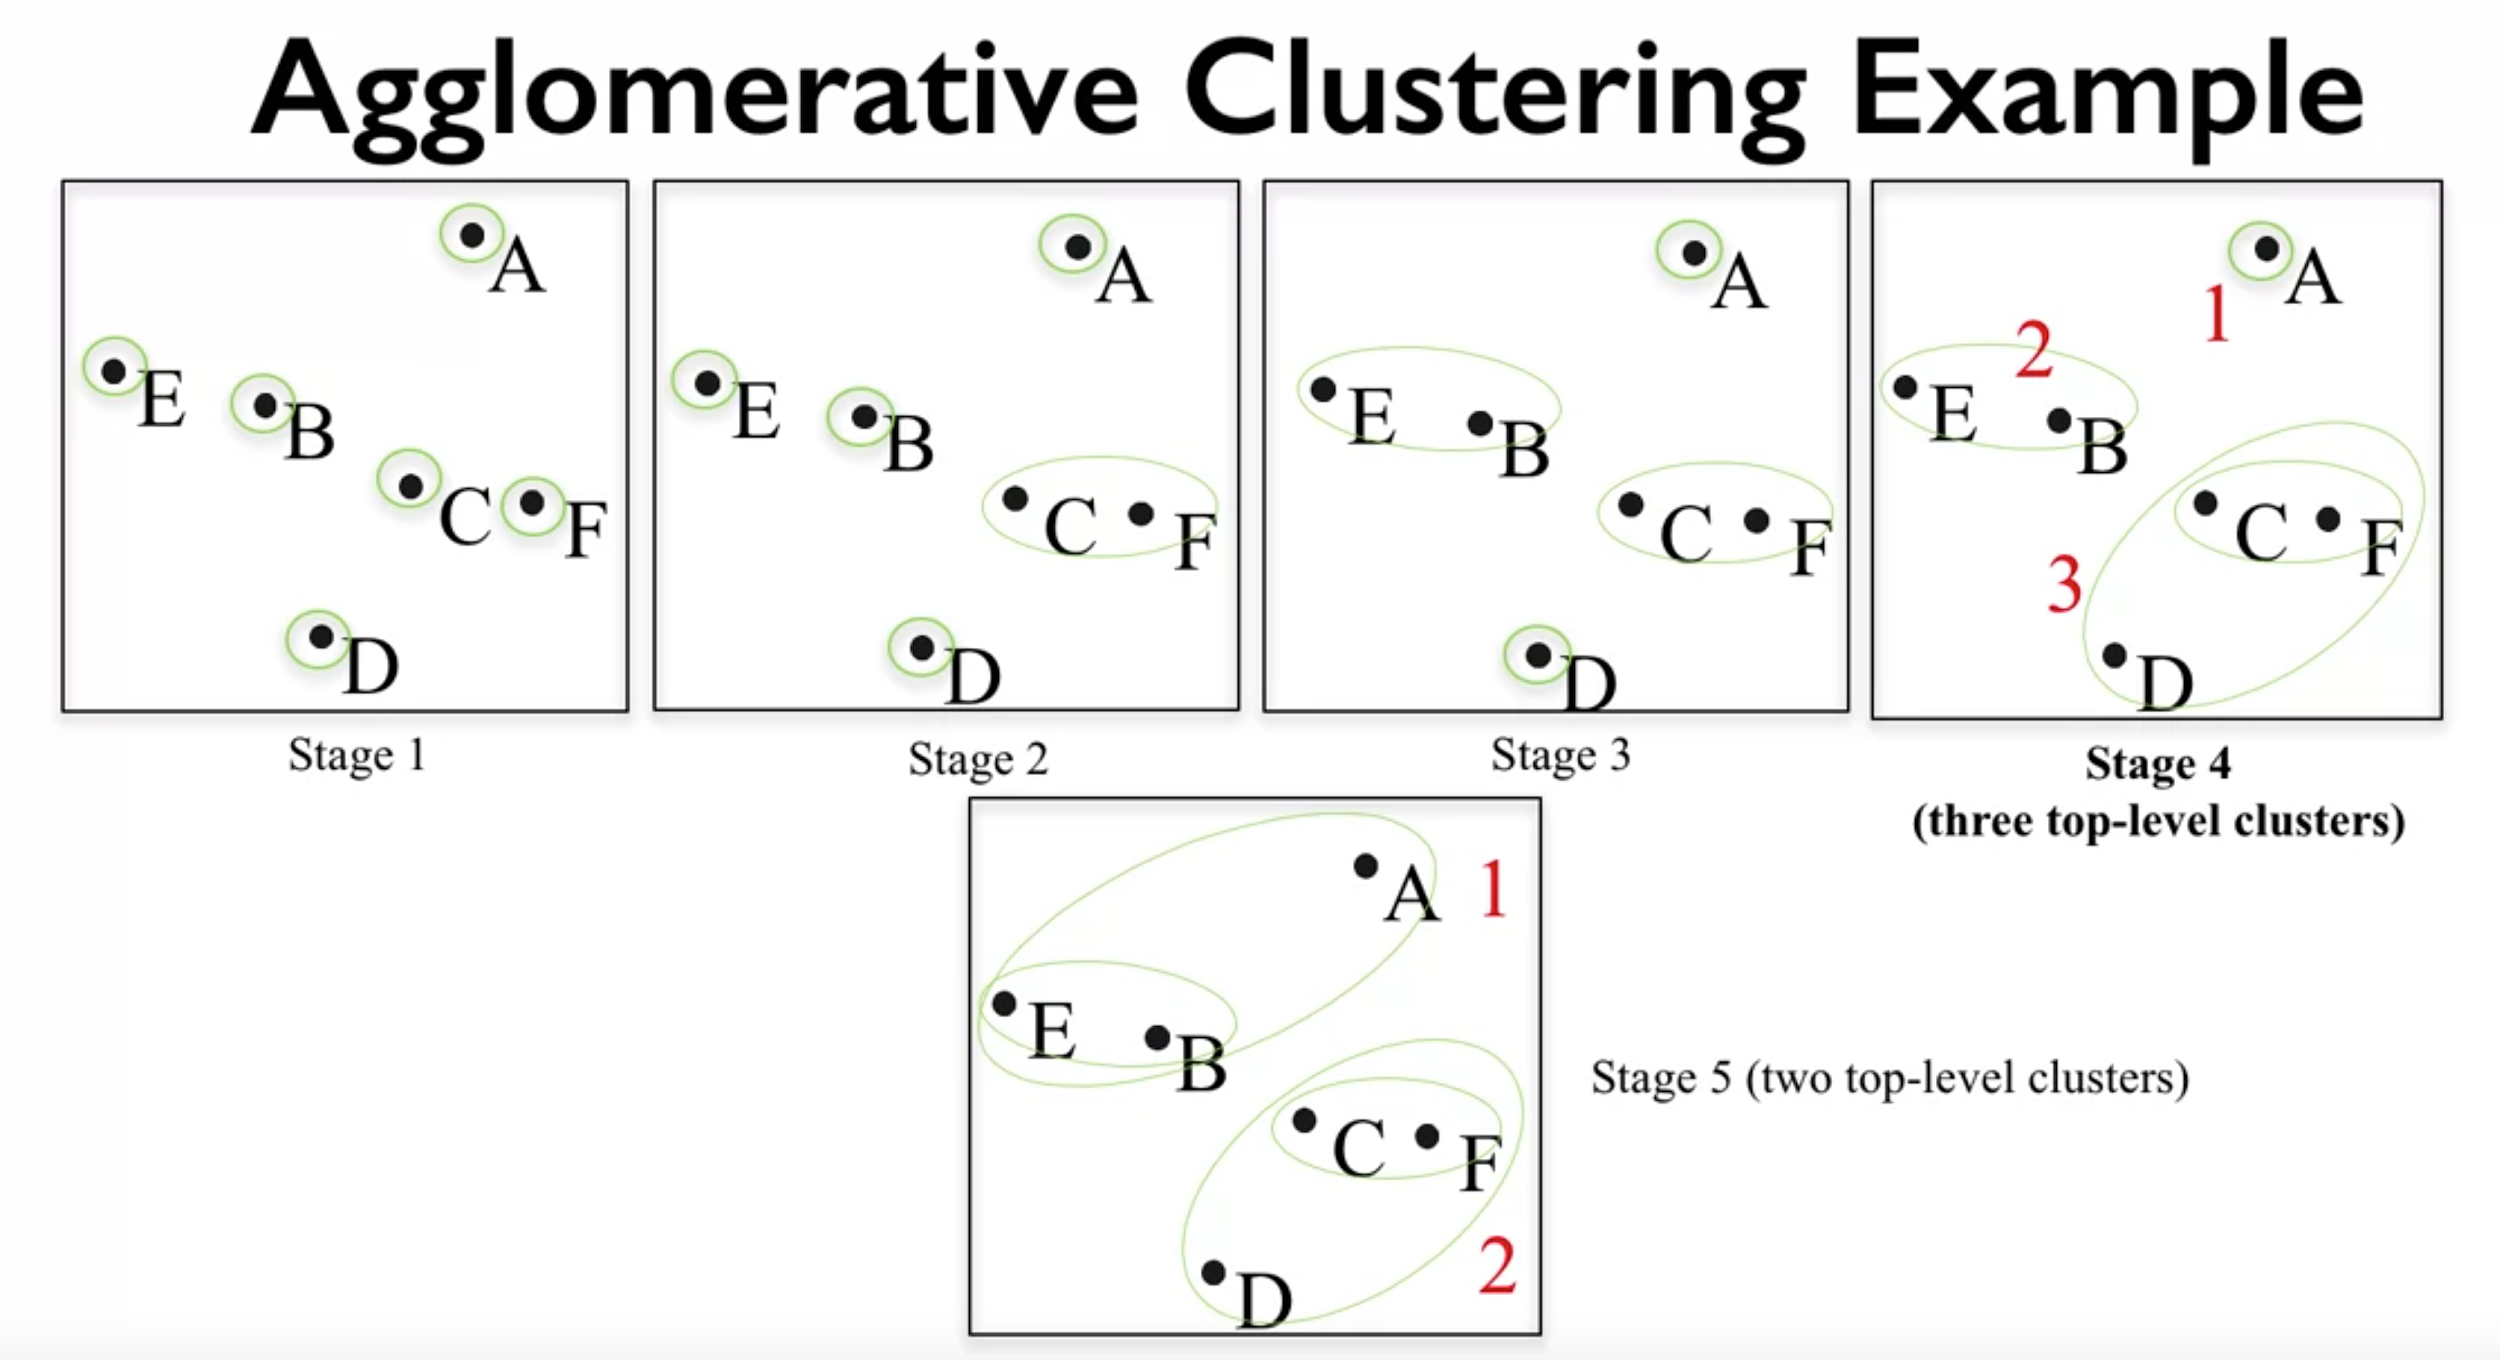 Agglomerative Clustering Example
A
E
B
C
F
D
Stage 1
A
E
B
C
F
D
Stage 2
A
E
B
C
F
D
Stage 3
A
1
2
E
B
C
F
3
D
Stage 4
(three top-level clusters)
A
1
E
B
C
F
2
D
Stage 5 (two top-level clusters)